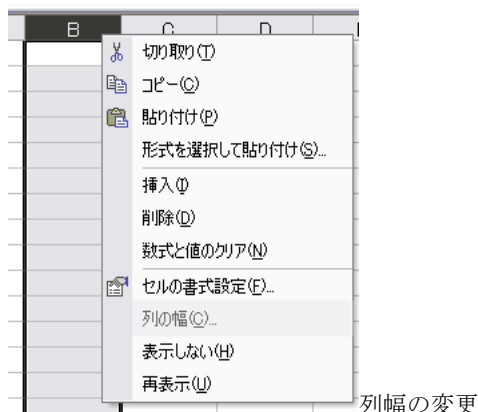 B C D
切り取り(T)
コピー(C)
貼り付け(P)
形式を選択して貼り付け(S)...
挿入(I)
削除(D)
数式と値のクリア(N)
セルの書式設定(F)...
列の幅(C)...
表示しない(H)
再表示(U)
列幅の変更